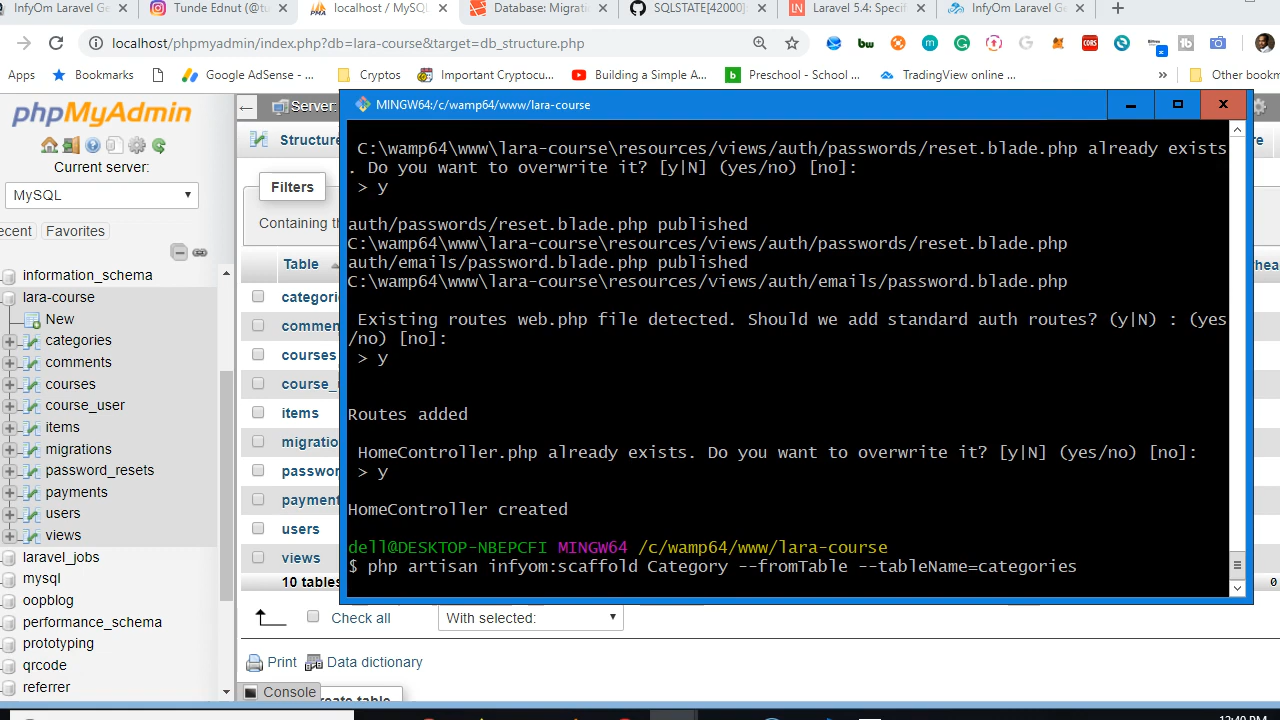 InfyOm Laravel Ge
Tunde Ednut (@tu
localhost / MySQL
Database: Migrati
SQLSTATE[42000]
Laravel 5.4: Speci
InfyOm Laravel Ge
localhost/phpmyadmin/index.php?db=lara-course&target=db_structure.php
Apps
Bookmarks
Google AdSense - ...
Cryptos
Important Cryptocu...
Building a Simple A...
Preschool - School ...
TradingView online ...
»
Other bookm
phpMyAdmin
Current server:
MySQL
ecent
Favorites
information_schema
lara-course
New
categories
comments
courses
course_user
items
migrations
password_resets
payments
users
views
laravel_jobs
mysql
oopblog
performance_schema
prototyping
qrcode
referrer
Server:
Structure
Filters
Containing th
Table
categori
commen
courses
course_
items
migratio
passwor
payment
users
views
10 tables
Check all
With selected:
Print
Data dictionary
Console
reate table
MINGW64:/c/wamp64/www/lara-course
C:\wamp64\www\lara-course\resources/views/auth/passwords/reset.blade.php already exists
. Do you want to overwrite it? [y|N] (yes/no) [no]:
> y
auth/passwords/reset.blade.php published
C:\wamp64\www\lara-course\resources/views/auth/passwords/reset.blade.php
auth/emails/password.blade.php published
C:\wamp64\www\lara-course\resources/views/auth/emails/password.blade.php
Existing routes web.php file detected. Should we add standard auth routes? (y|N) : (yes
/no) [no]:
> y
Routes added
HomeController.php already exists. Do you want to overwrite it? [y|N] (yes/no) [no]:
> y
HomeController created
dell@DESKTOP-NBEPCFI MINGW64 /c/wamp64/www/lara-course
$ php artisan infyom:scaffold Category --fromTable --tableName=categories